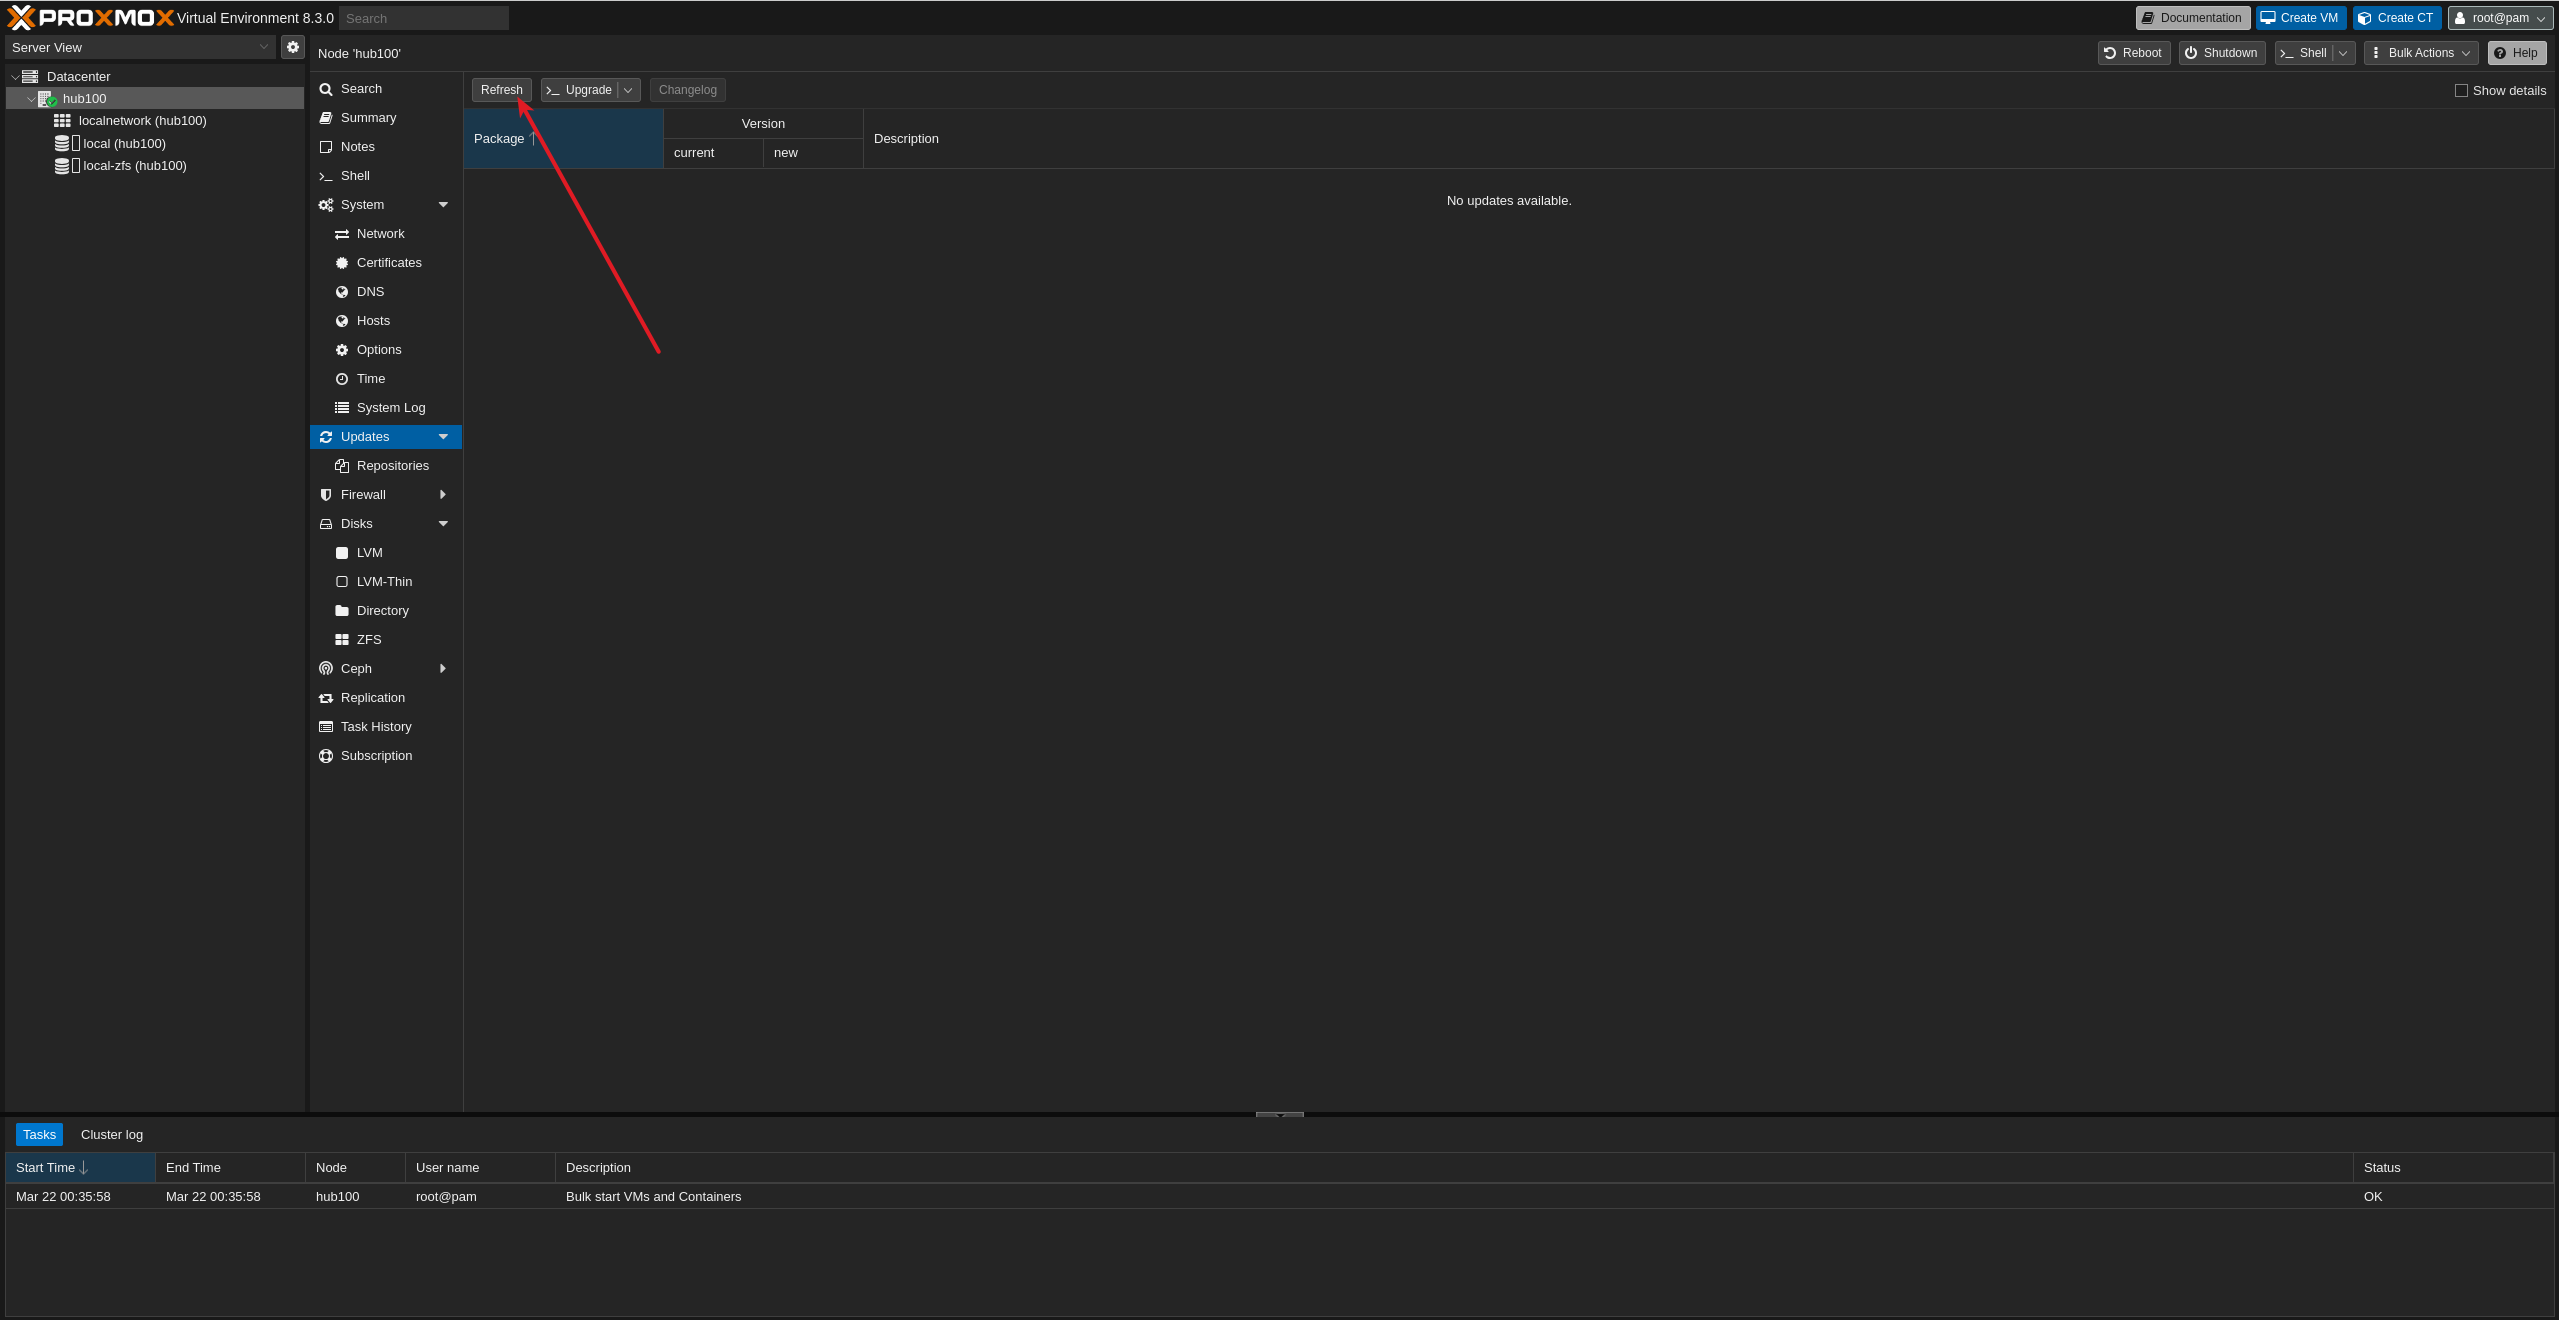 PROXMOX Virtual Environment 8.3.0
Search
Documentation
Create VM
Create CT
root@pam
Server View
Node 'hub100'
Reboot
Shutdown
Shell
Bulk Actions
Help
Datacenter
hub100
localnetwork (hub100)
local (hub100)
local-zfs (hub100)
Search
Summary
Notes
Shell
System
Network
Certificates
DNS
Hosts
Options
Time
System Log
Updates
Repositories
Firewall
Disks
LVM
LVM-Thin
Directory
ZFS
Ceph
Replication
Task History
Subscription
Refresh
Upgrade
Changelog
Show details
Package
Version
current
new
Description
No updates available.
Tasks
Cluster log
Start Time
End Time
Node
User name
Description
Status
Mar 22 00:35:58
Mar 22 00:35:58
hub100
root@pam
Bulk start VMs and Containers
OK